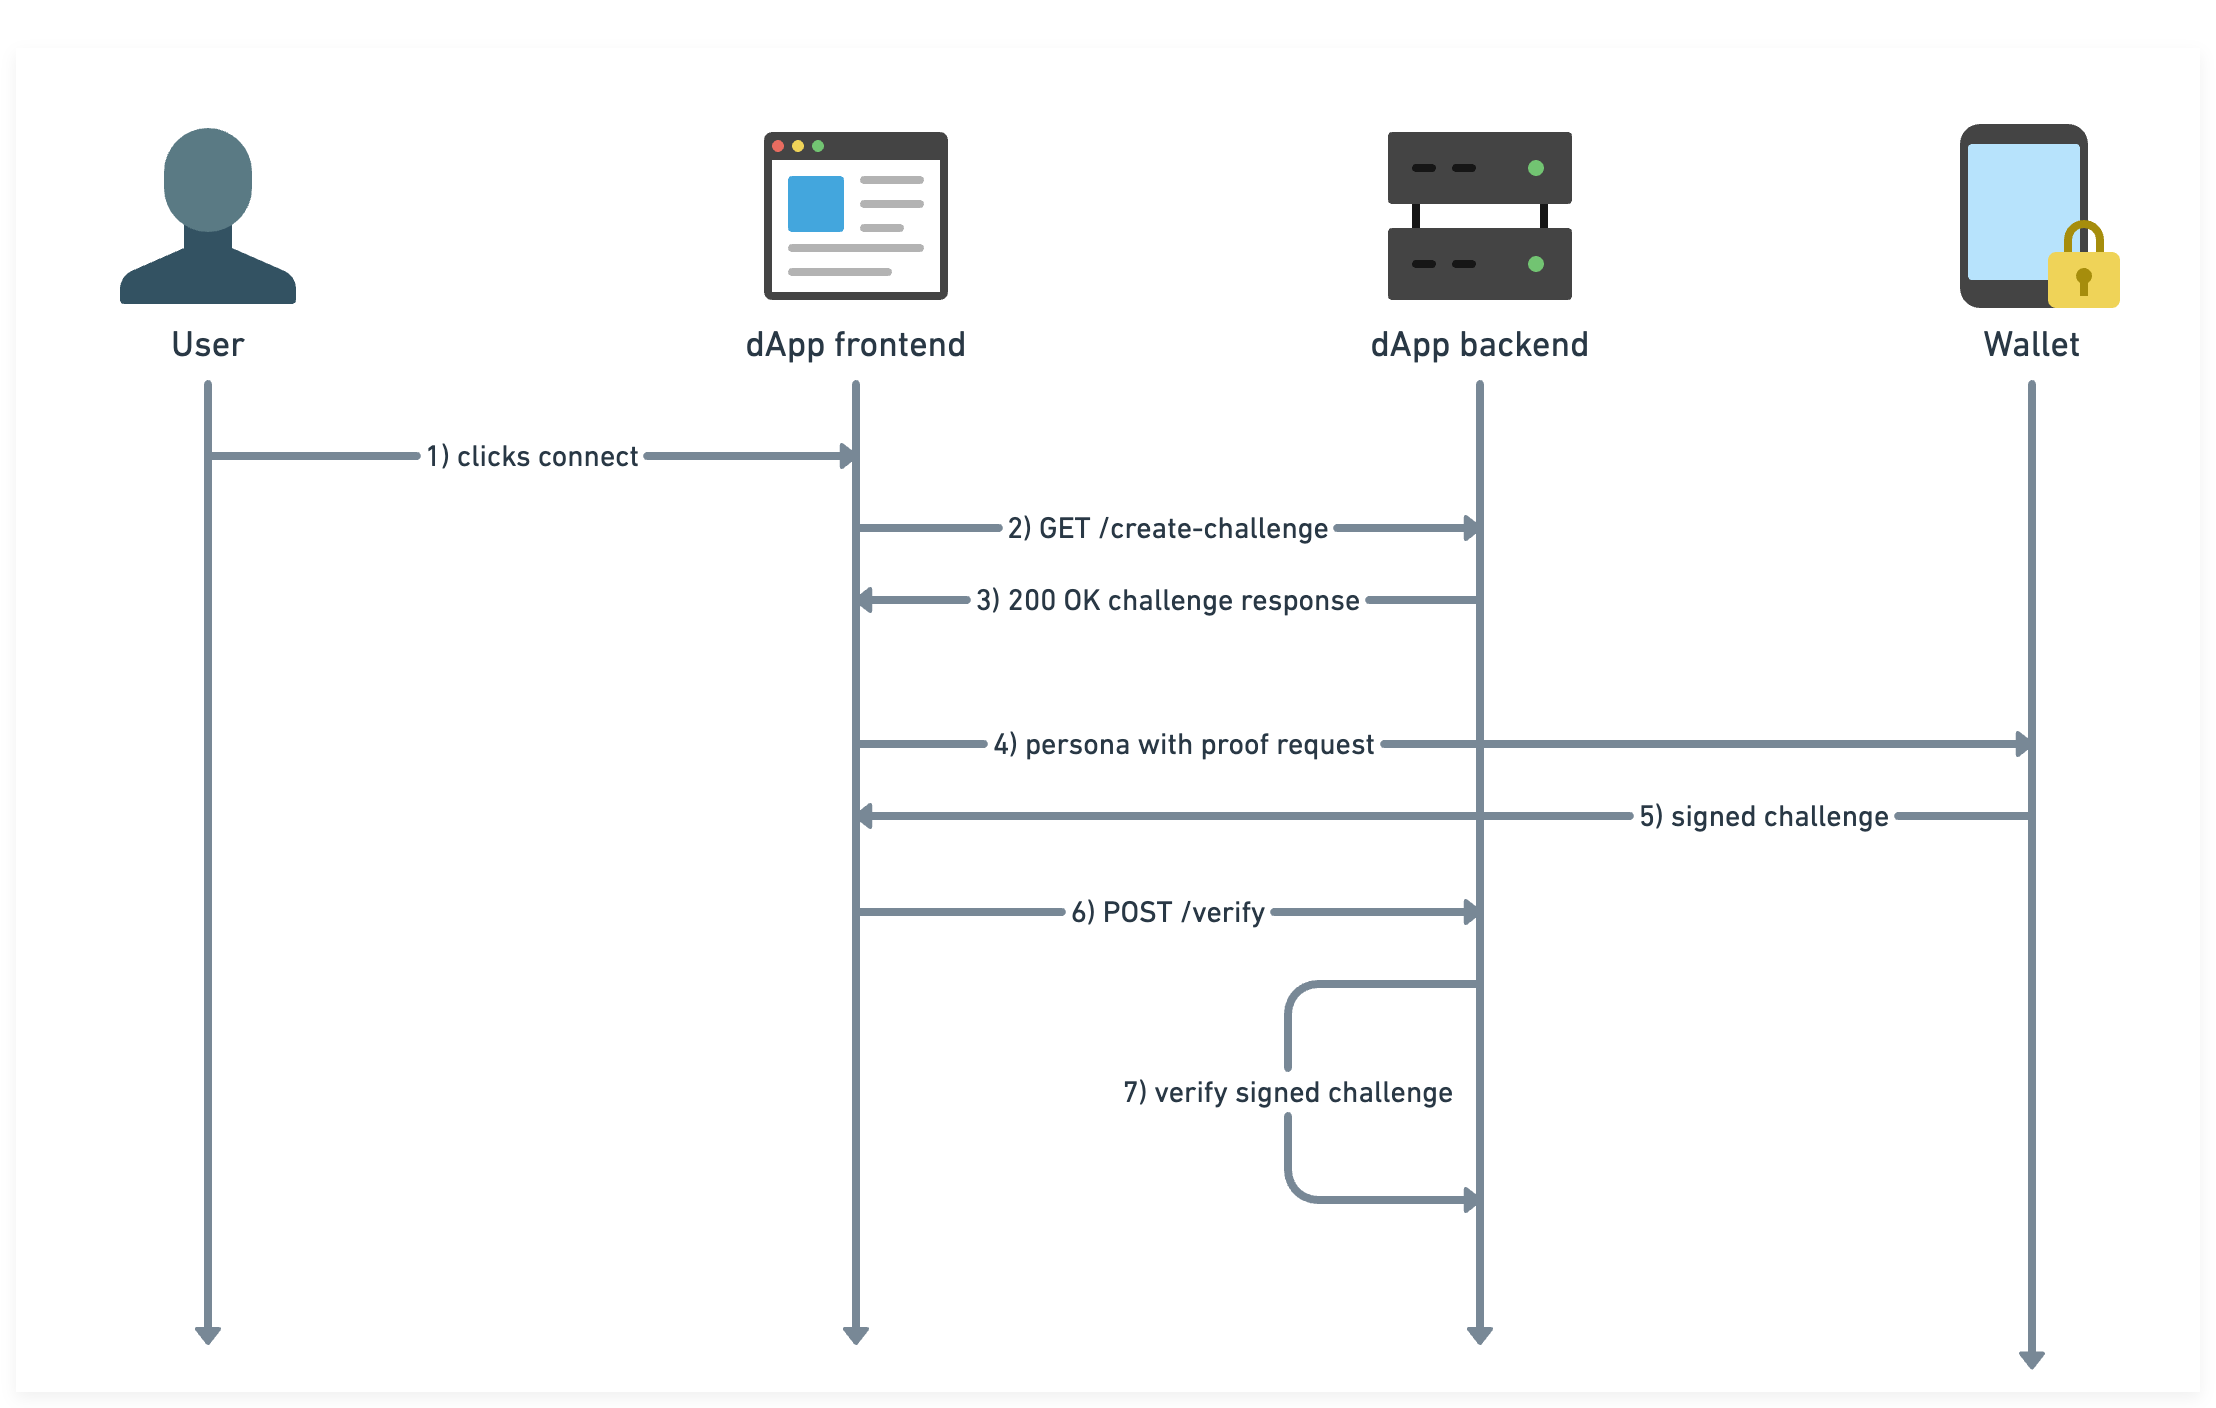 User
dApp frontend
dApp backend
Wallet
1) clicks connect
2) GET /create-challenge
3) 200 OK challenge response
4) persona with proof request
5) signed challenge
6) POST /verify
7) verify signed challenge